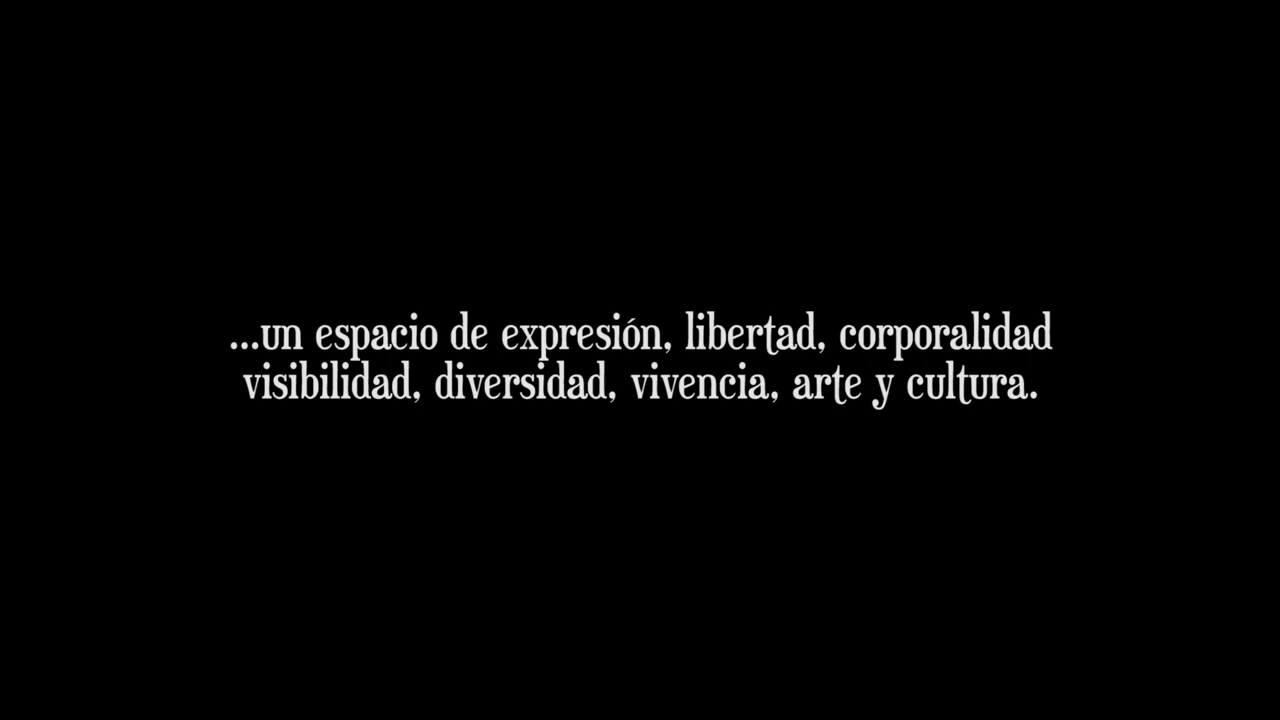 ...un espacio de expresión, libertad, corporalidad
visibilidad, diversidad, vivencia, arte y cultura.